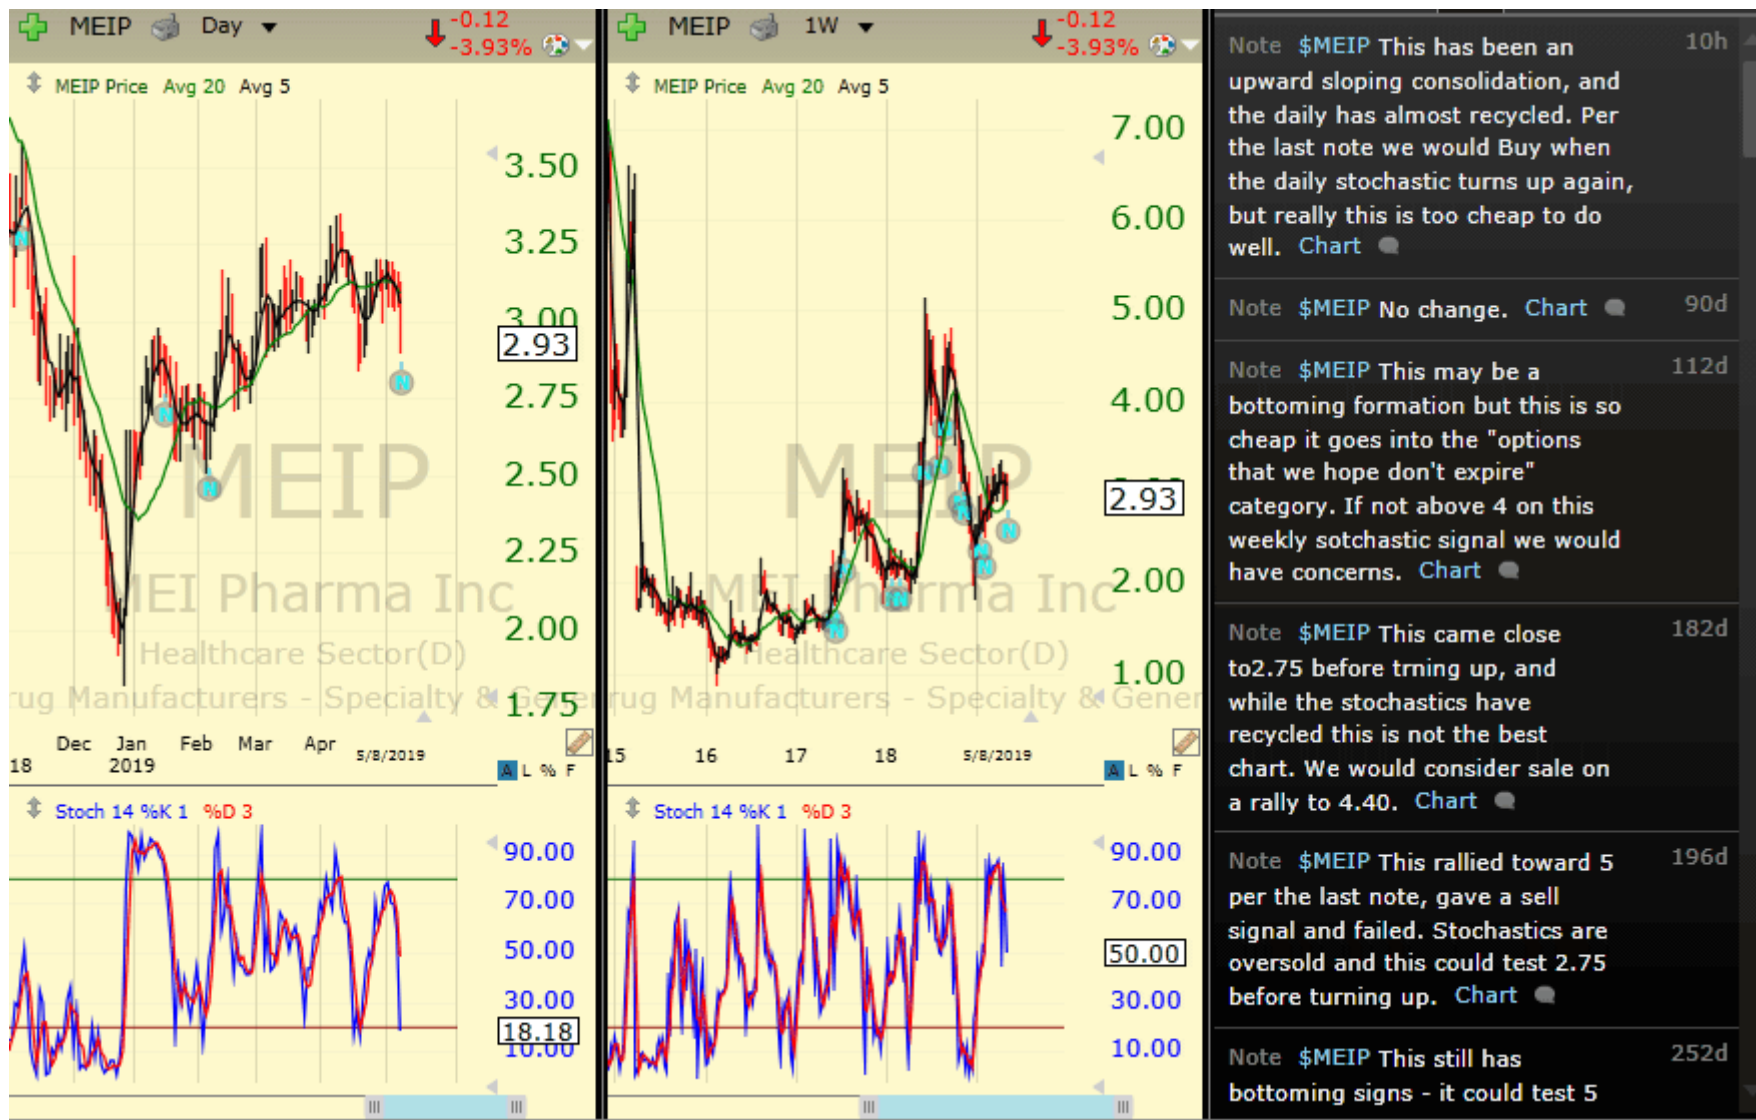 MEIP Day -0.12
-3.93%
MEIP Price Avg 20 Avg 5
3.50
3.25
3.00
2.93
2.75
2.50
2.25
2.00
1.75
MEIP
MEI Pharma Inc
Healthcare Sector(D)
rug Manufacturers - Specialty & Gener
Dec Jan Feb Mar Apr 5/8/2019
18 2019
A L % F
Stoch 14 %K 1 %D 3
90.00
70.00
50.00
30.00
18.18
10.00
N
N
N
N
MEIP 1W -0.12
-3.93%
MEIP Price Avg 20 Avg 5
7.00
6.00
5.00
4.00
2.93
2.00
1.00
MEIP
MEI Pharma Inc
Healthcare Sector(D)
rug Manufacturers - Specialty & Gener
15 16 17 18 5/8/2019
A L % F
Stoch 14 %K 1 %D 3
90.00
70.00
50.00
30.00
10.00
Note $MEIP This has been an 10h
upward sloping consolidation, and
the daily has almost recycled. Per
the last note we would Buy when
the daily stochastic turns up again,
but really this is too cheap to do
well. Chart
Note $MEIP No change. Chart 90d
Note $MEIP This may be a 112d
bottoming formation but this is so
cheap it goes into the "options
that we hope don't expire"
category. If not above 4 on this
weekly sotchastic signal we would
have concerns. Chart
Note $MEIP This came close 182d
to2.75 before trning up, and
while the stochastics have
recycled this is not the best
chart. We would consider sale on
a rally to 4.40. Chart
Note $MEIP This rallied toward 5 196d
per the last note, gave a sell
signal and failed. Stochastics are
oversold and this could test 2.75
before turning up. Chart
Note $MEIP This still has 252d
bottoming signs - it could test 5